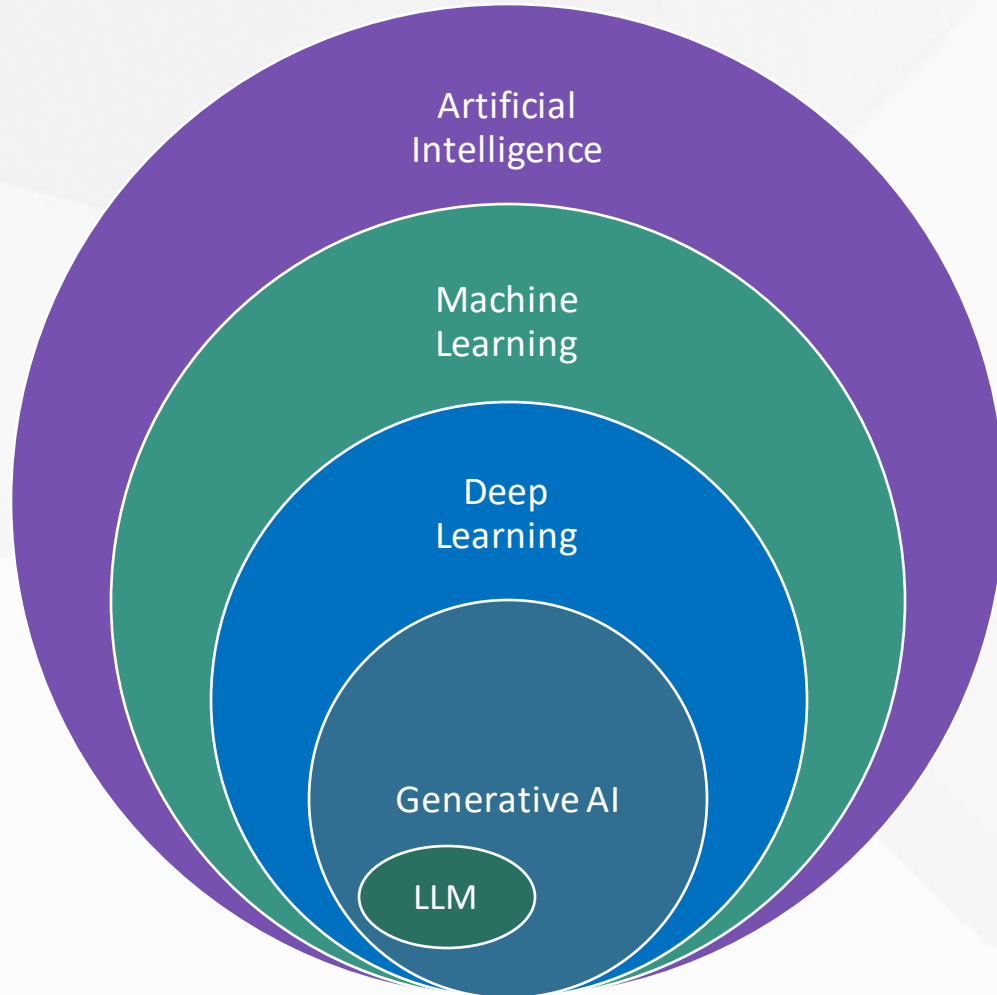 Artificial
Intelligence
Machine
Learning
Deep
Learning
Generative AI
LLM